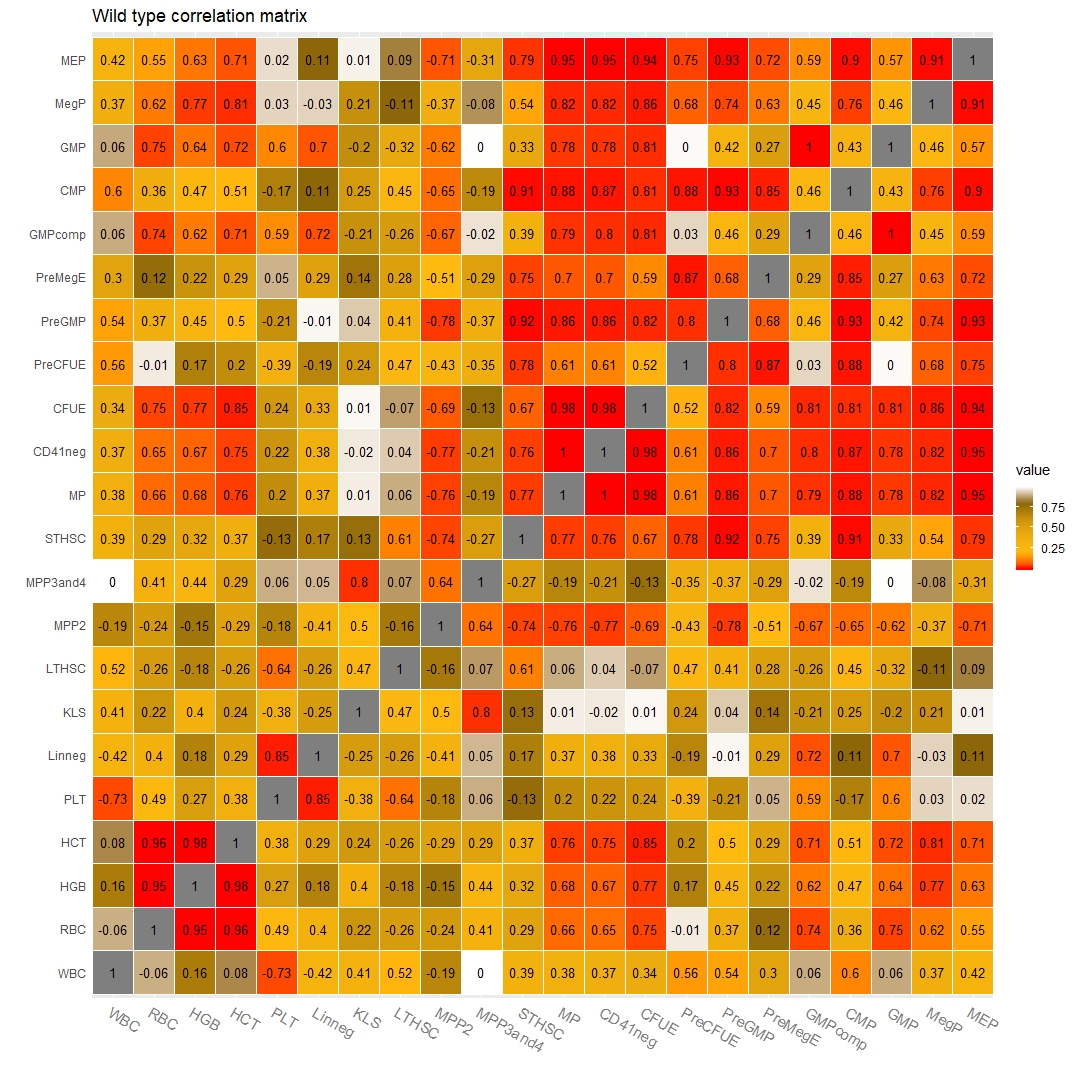 Wild type correlation matrix
MEP 0.42 0.55 0.63 0.71 0.02 0.11 0.01 0.09 -0.71 -0.31 0.79 0.95 0.95 0.94 0.75 0.93 0.72 0.59 0.9 0.57 0.91 1
MegP 0.37 0.62 0.77 0.81 0.03 -0.03 0.21 -0.11 -0.37 -0.08 0.54 0.82 0.82 0.86 0.68 0.74 0.63 0.45 0.76 0.46 1 0.91
GMP 0.06 0.75 0.64 0.72 0.6 0.7 -0.2 -0.32 -0.62 0 0.33 0.78 0.78 0.81 0 0.42 0.27 1 0.43 1 0.46 0.57
CMP 0.6 0.36 0.47 0.51 -0.17 0.11 0.25 0.45 -0.65 -0.19 0.91 0.88 0.87 0.81 0.88 0.93 0.85 0.46 1 0.43 0.76 0.9
GMPcomp 0.06 0.74 0.62 0.71 0.59 0.72 -0.21 -0.26 -0.67 -0.02 0.39 0.79 0.8 0.81 0.03 0.46 0.29 1 0.46 1 0.45 0.59
PreMegE 0.3 0.12 0.22 0.29 0.05 0.29 0.14 0.28 -0.51 -0.29 0.75 0.7 0.7 0.59 0.87 0.68 1 0.29 0.85 0.27 0.63 0.72
PreGMP 0.54 0.37 0.45 0.5 -0.21 -0.01 0.04 0.41 -0.78 -0.37 0.92 0.86 0.86 0.82 0.8 1 0.68 0.46 0.93 0.42 0.74 0.93
PreCFUE 0.56 -0.01 0.17 0.2 -0.39 -0.19 0.24 0.47 -0.43 -0.35 0.78 0.61 0.61 0.52 1 0.8 0.87 0.03 0.88 0 0.68 0.75
CFUE 0.34 0.75 0.77 0.85 0.24 0.33 0.01 -0.07 -0.69 -0.13 0.67 0.98 0.98 1 0.52 0.82 0.59 0.81 0.81 0.81 0.86 0.94
CD41neg 0.37 0.65 0.67 0.75 0.22 0.38 -0.02 0.04 -0.77 -0.21 0.76 1 1 0.98 0.61 0.86 0.7 0.8 0.87 0.78 0.82 0.95
MP 0.38 0.66 0.68 0.76 0.2 0.37 0.01 0.06 -0.76 -0.19 0.77 1 1 0.98 0.61 0.86 0.7 0.79 0.88 0.78 0.82 0.95
STHSC 0.39 0.29 0.32 0.37 -0.13 0.17 0.13 0.61 -0.74 -0.27 1 0.77 0.76 0.67 0.78 0.92 0.75 0.39 0.91 0.33 0.54 0.79
MPP3and4 0 0.41 0.44 0.29 0.06 0.05 0.8 0.07 0.64 1 -0.27 -0.19 -0.21 -0.13 -0.35 -0.37 -0.29 -0.02 -0.19 0 -0.08 -0.31
MPP2 -0.19 -0.24 -0.15 -0.29 -0.18 -0.41 0.5 -0.16 1 0.64 -0.74 -0.76 -0.77 -0.69 -0.43 -0.78 -0.51 -0.67 -0.65 -0.62 -0.37 -0.71
LTHSC 0.52 -0.26 -0.18 -0.26 -0.64 -0.26 0.47 1 -0.16 0.07 0.61 0.06 0.04 -0.07 0.47 0.41 0.28 -0.26 0.45 -0.32 -0.11 0.09
KLS 0.41 0.22 0.4 0.24 -0.38 -0.25 1 0.47 0.5 0.8 0.13 0.01 -0.02 0.01 0.24 0.04 0.14 -0.21 0.25 -0.2 0.21 0.01
Linneg -0.42 0.4 0.18 0.29 0.85 1 -0.25 -0.26 -0.41 0.05 0.17 0.37 0.38 0.33 -0.19 -0.01 0.29 0.72 0.11 0.7 -0.03 0.11
PLT -0.73 0.49 0.27 0.38 1 0.85 -0.38 -0.64 -0.18 0.06 -0.13 0.2 0.22 0.24 -0.39 -0.21 0.05 0.59 -0.17 0.6 0.03 0.02
HCT 0.08 0.96 0.98 1 0.38 0.29 0.24 -0.26 -0.29 0.29 0.37 0.76 0.75 0.85 0.2 0.5 0.29 0.71 0.51 0.72 0.81 0.71
HGB 0.16 0.95 1 0.98 0.27 0.18 0.4 -0.18 -0.15 0.44 0.32 0.68 0.67 0.77 0.17 0.45 0.22 0.62 0.47 0.64 0.77 0.63
RBC -0.06 1 0.95 0.96 0.49 0.4 0.22 -0.26 -0.24 0.41 0.29 0.66 0.65 0.75 -0.01 0.37 0.12 0.74 0.36 0.75 0.62 0.55
WBC 1 -0.06 0.16 0.08 -0.73 -0.42 0.41 0.52 -0.19 0 0.39 0.38 0.37 0.34 0.56 0.54 0.3 0.06 0.6 0.06 0.37 0.42
WBC RBC HGB HCT PLT Linneg KLS LTHSC MPP2 MPP3and4 STHSC MP CD41neg CFUE PreCFUE PreGMP PreMegE GMPcomp CMP GMP MegP MEP
value
0.75
0.50
0.25